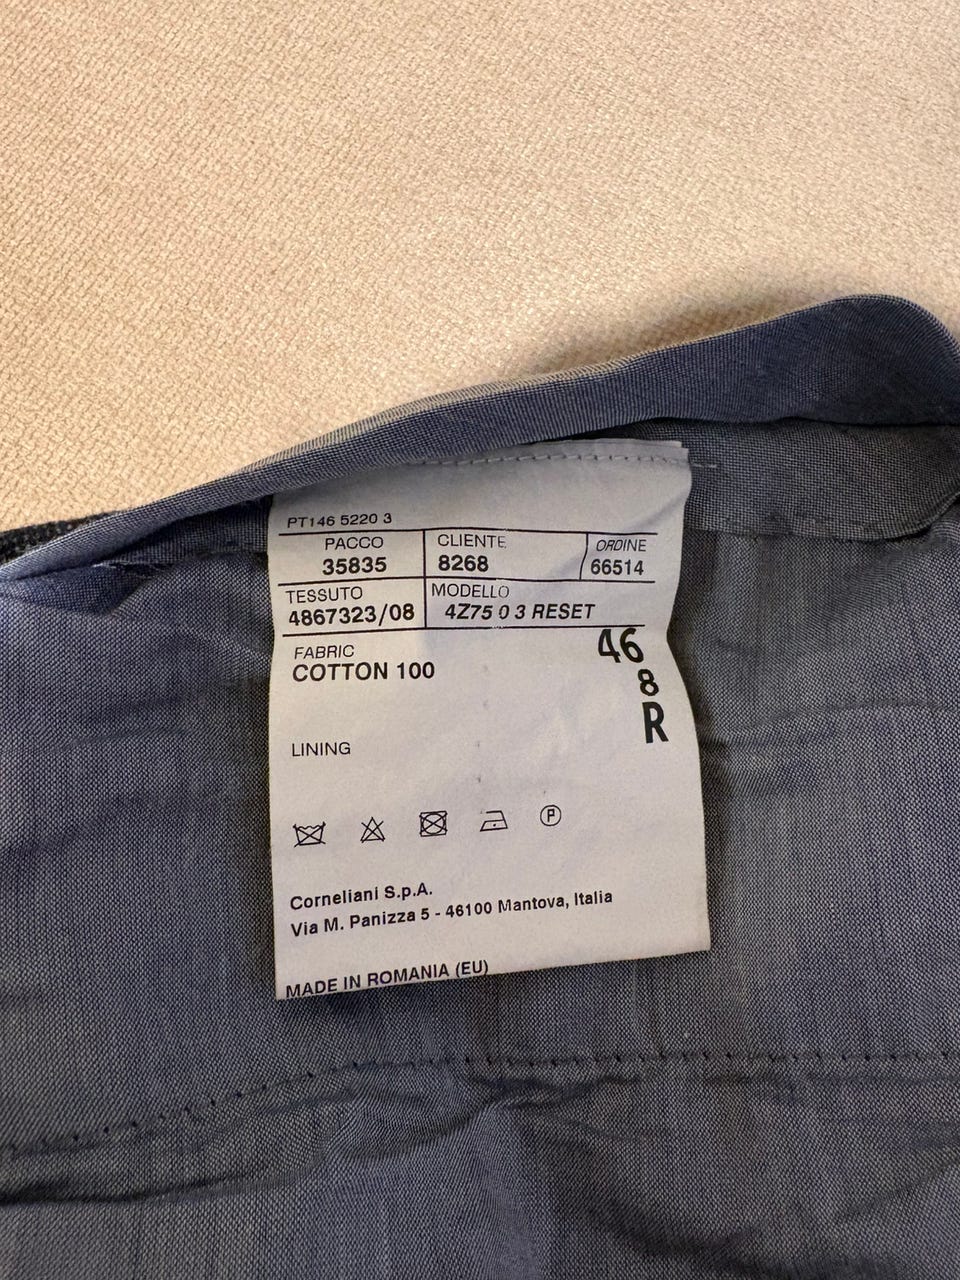 PT146 5220 3
PACCO CLIENTE ORDINE
35835 8268 66514
TESSUTO MODELLO
4867323/08 4Z75 0 3 RESET
46
FABRIC
COTTON 100
8
R
LINING
P
Corneliani S.p.A.
Via M. Panizza 5 - 46100 Mantova, Italia
MADE IN ROMANIA (EU)